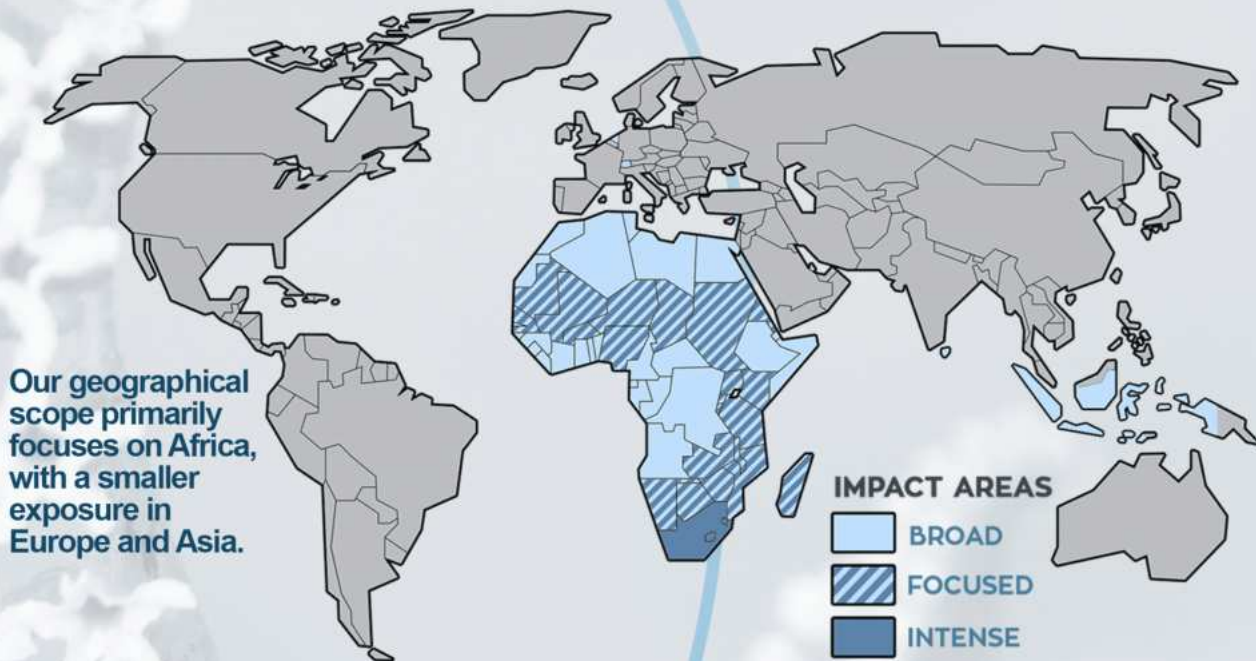 Our geographical
scope primarily
focuses on Africa,
with a smaller
exposure in
Europe and Asia.
IMPACT AREAS
BROAD
FOCUSED
INTENSE